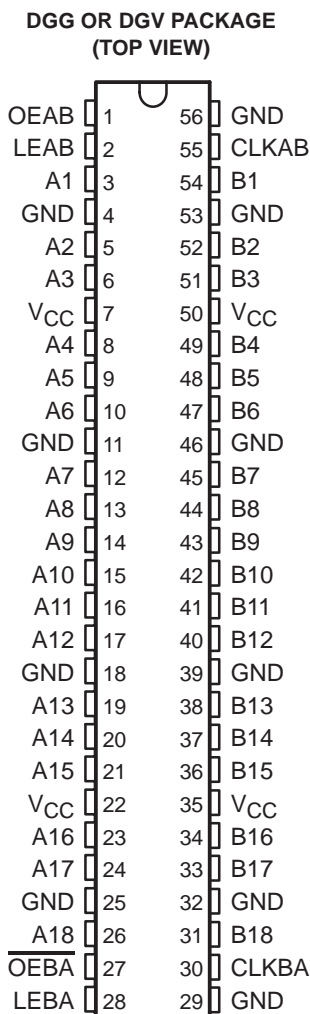 DGG OR DGV PACKAGE
(TOP VIEW)
OEAB 1 56 GND
LEAB 2 55 CLKAB
A1 3 54 B1
GND 4 53 GND
A2 5 52 B2
A3 6 51 B3
VCC 7 50 VCC
A4 8 49 B4
A5 9 48 B5
A6 10 47 B6
GND 11 46 GND
A7 12 45 B7
A8 13 44 B8
A9 14 43 B9
A10 15 42 B10
A11 16 41 B11
A12 17 40 B12
GND 18 39 GND
A13 19 38 B13
A14 20 37 B14
A15 21 36 B15
VCC 22 35 VCC
A16 23 34 B16
A17 24 33 B17
GND 25 32 GND
A18 26 31 B18
OEBA 27 30 CLKBA
LEBA 28 29 GND